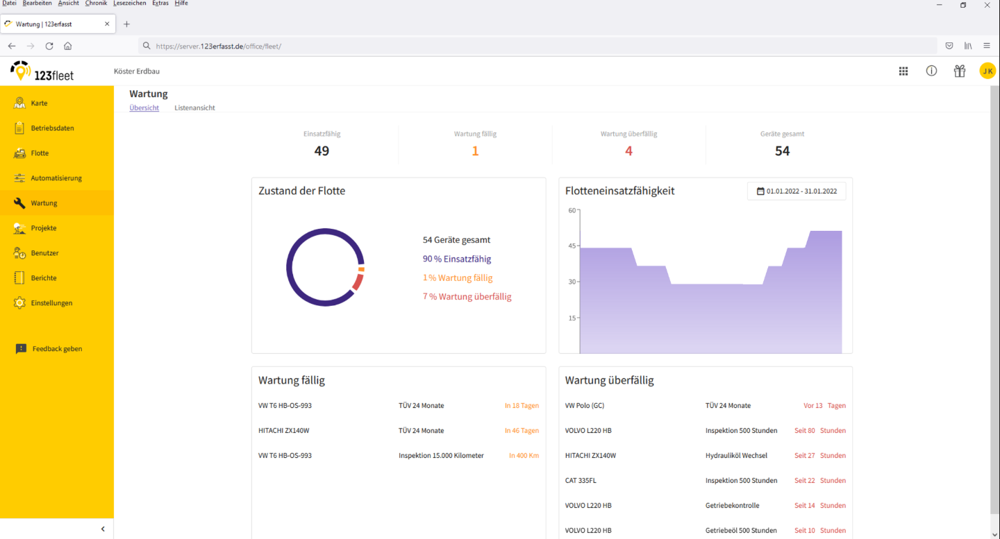 Datei Bearbeiten Ansicht Chronik Lesezeichen Extras Hilfe
Wartung | 123erfasst
https://server.123erfasst.de/office/fleet/
123fleet
Köster Erdbau
JK
Karte
Betriebsdaten
Flotte
Automatisierung
Wartung
Projekte
Benutzer
Berichte
Einstellungen
Feedback geben
Wartung
Übersicht Listenansicht
Einsatzfähig Wartung fällig Wartung überfällig Geräte gesamt
49 1 4 54
Zustand der Flotte
54 Geräte gesamt
90 % Einsatzfähig
1 % Wartung fällig
7 % Wartung überfällig
Flotteneinsatzfähigkeit
01.01.2022 - 31.01.2022
60
45
30
15
Wartung fällig
VW T6 HB-OS-993 TÜV 24 Monate In 18 Tagen
HITACHI ZX140W TÜV 24 Monate In 46 Tagen
VW T6 HB-OS-993 Inspektion 15.000 Kilometer In 400 Km
Wartung überfällig
VW Polo (GC) TÜV 24 Monate Vor 13 Tagen
VOLVO L220 HB Inspektion 500 Stunden Seit 80 Stunden
HITACHI ZX140W Hydrauliköl Wechsel Seit 27 Stunden
CAT 335FL Inspektion 500 Stunden Seit 22 Stunden
VOLVO L220 HB Getriebekontrolle Seit 14 Stunden
VOLVO L220 HB Getriebeöl 500 Stunden Seit 10 Stunden